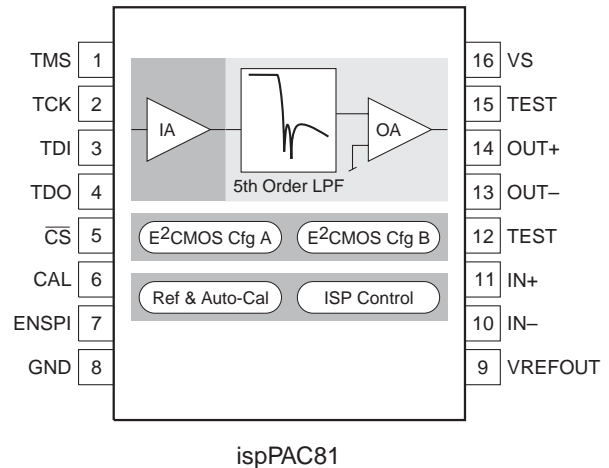 TMS 1
TCK 2
TDI 3
TDO 4
C̅S̅ 5
CAL 6
ENSPI 7
GND 8
IA
OA
5th Order LPF
E²CMOS Cfg A
E²CMOS Cfg B
Ref & Auto-Cal
ISP Control
16 VS
15 TEST
14 OUT+
13 OUT–
12 TEST
11 IN+
10 IN–
9 VREFOUT
ispPAC81